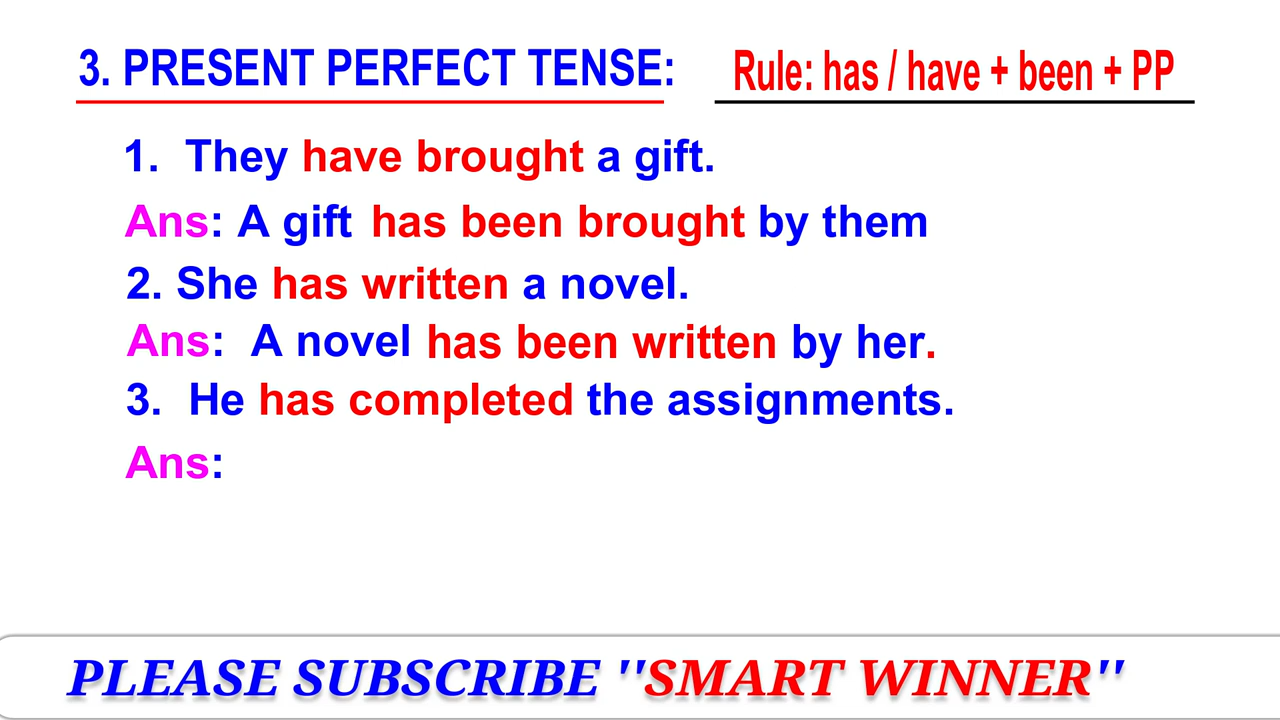 3. PRESENT PERFECT TENSE: Rule: has / have + been + PP
1. They have brought a gift.
Ans: A gift has been brought by them
2. She has written a novel.
Ans: A novel has been written by her.
3. He has completed the assignments.
Ans:
PLEASE SUBSCRIBE ''SMART WINNER''